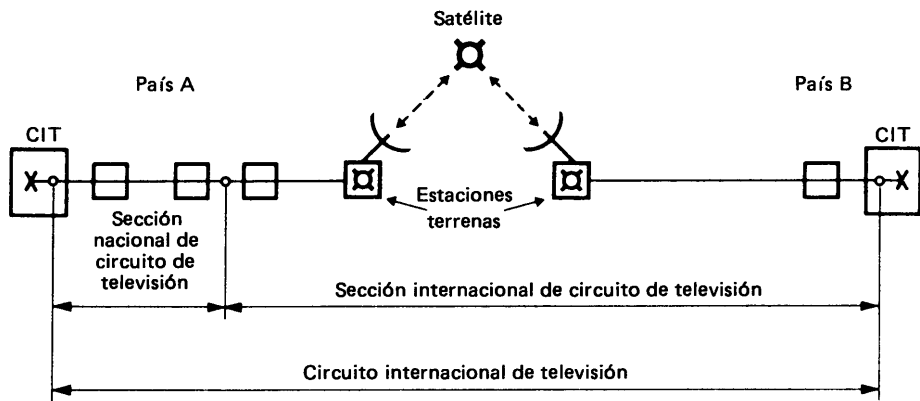 Satélite
País A
País B
CIT
CIT
Estaciones
terrenas
Sección
nacional de
circuito de
televisión
Sección internacional de circuito de televisión
Circuito internacional de televisión